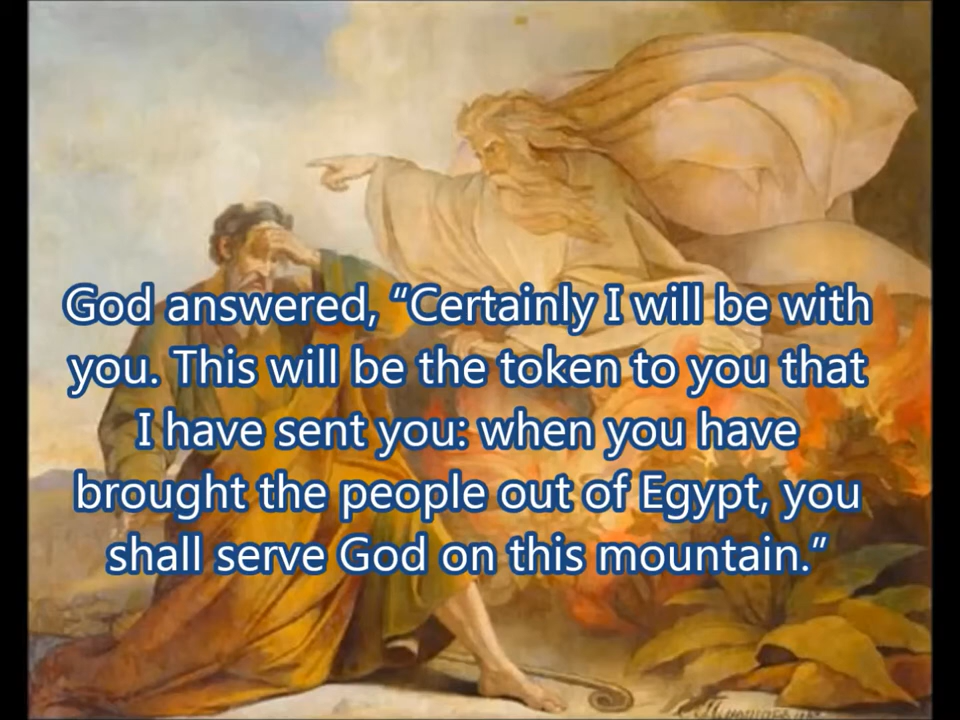 God answered, “Certainly I will be with
you. This will be the token to you that
I have sent you: when you have
brought the people out of Egypt, you
shall serve God on this mountain.”